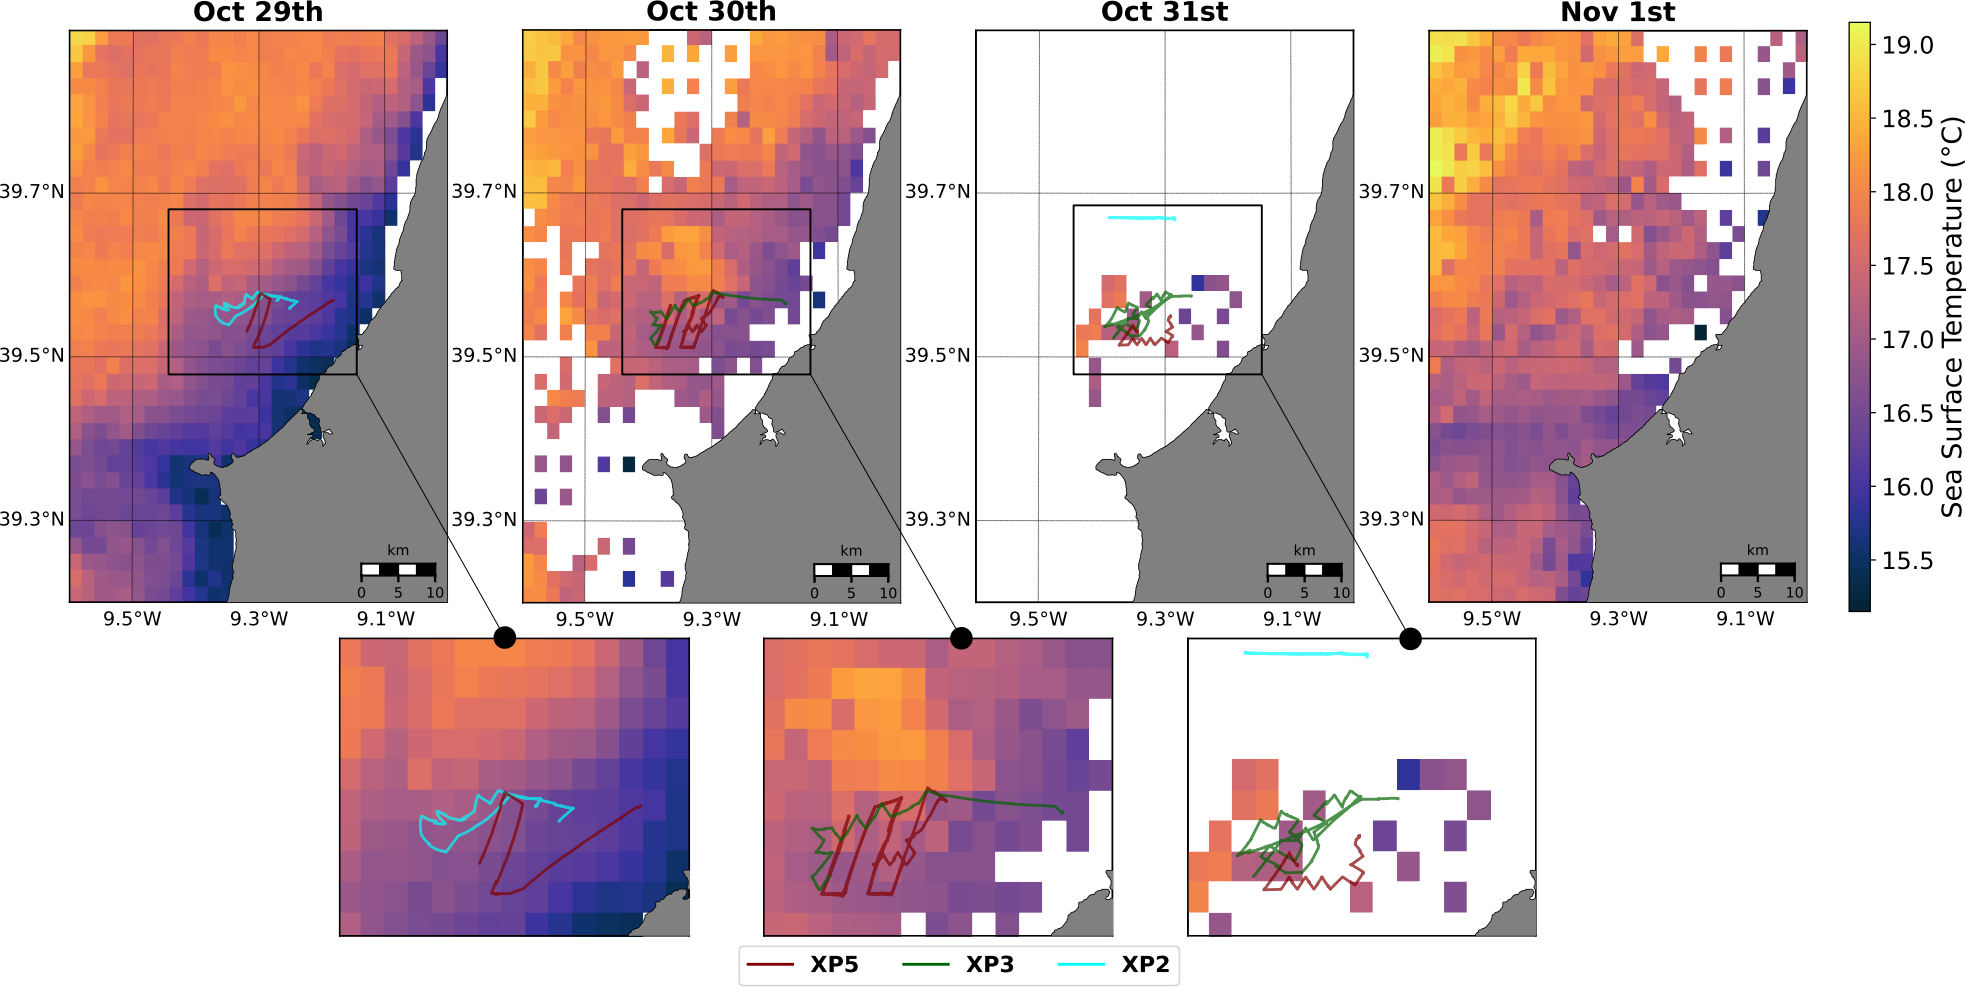 Oct 29th Oct 30th Oct 31st Nov 1st
19.0
18.5
39.7°N 39.7°N 39.7°N 39.7°N 18.0
17.5
39.5°N 39.5°N 39.5°N 39.5°N 17.0
16.5
16.0
39.3°N 39.3°N 39.3°N 39.3°N
15.5
Sea Surface Temperature (°C)
km km km km
0 5 10 0 5 10 0 5 10 0 5 10
9.5°W 9.3°W 9.1°W 9.5°W 9.3°W 9.1°W 9.5°W 9.3°W 9.1°W 9.5°W 9.3°W 9.1°W
XP5 XP3 XP2